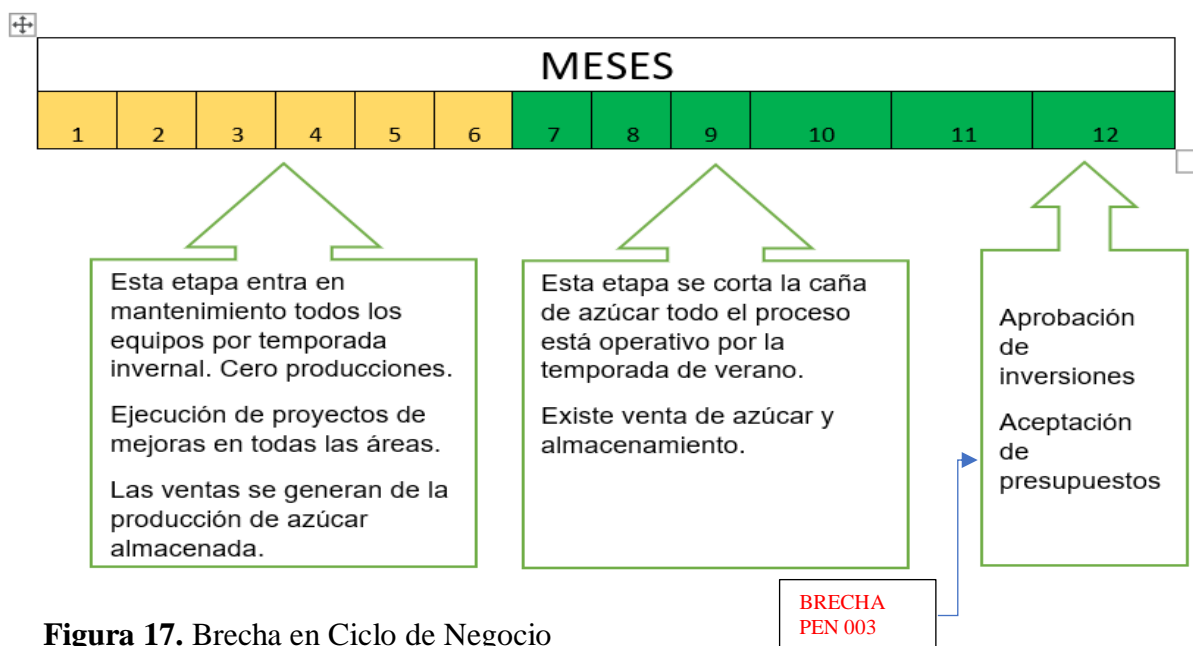 MESES
1 2 3 4 5 6 7 8 9 10 11 12
Esta etapa entra en
mantenimiento todos los
equipos por temporada
invernal. Cero producciones.
Ejecución de proyectos de
mejoras en todas las áreas.
Las ventas se generan de la
producción de azúcar
almacenada.
Esta etapa se corta la caña
de azúcar todo el proceso
está operativo por la
temporada de verano.
Existe venta de azúcar y
almacenamiento.
Aprobación
de
inversiones
Aceptación
de
presupuestos
BRECHA
PEN 003
Figura 17. Brecha en Ciclo de Negocio